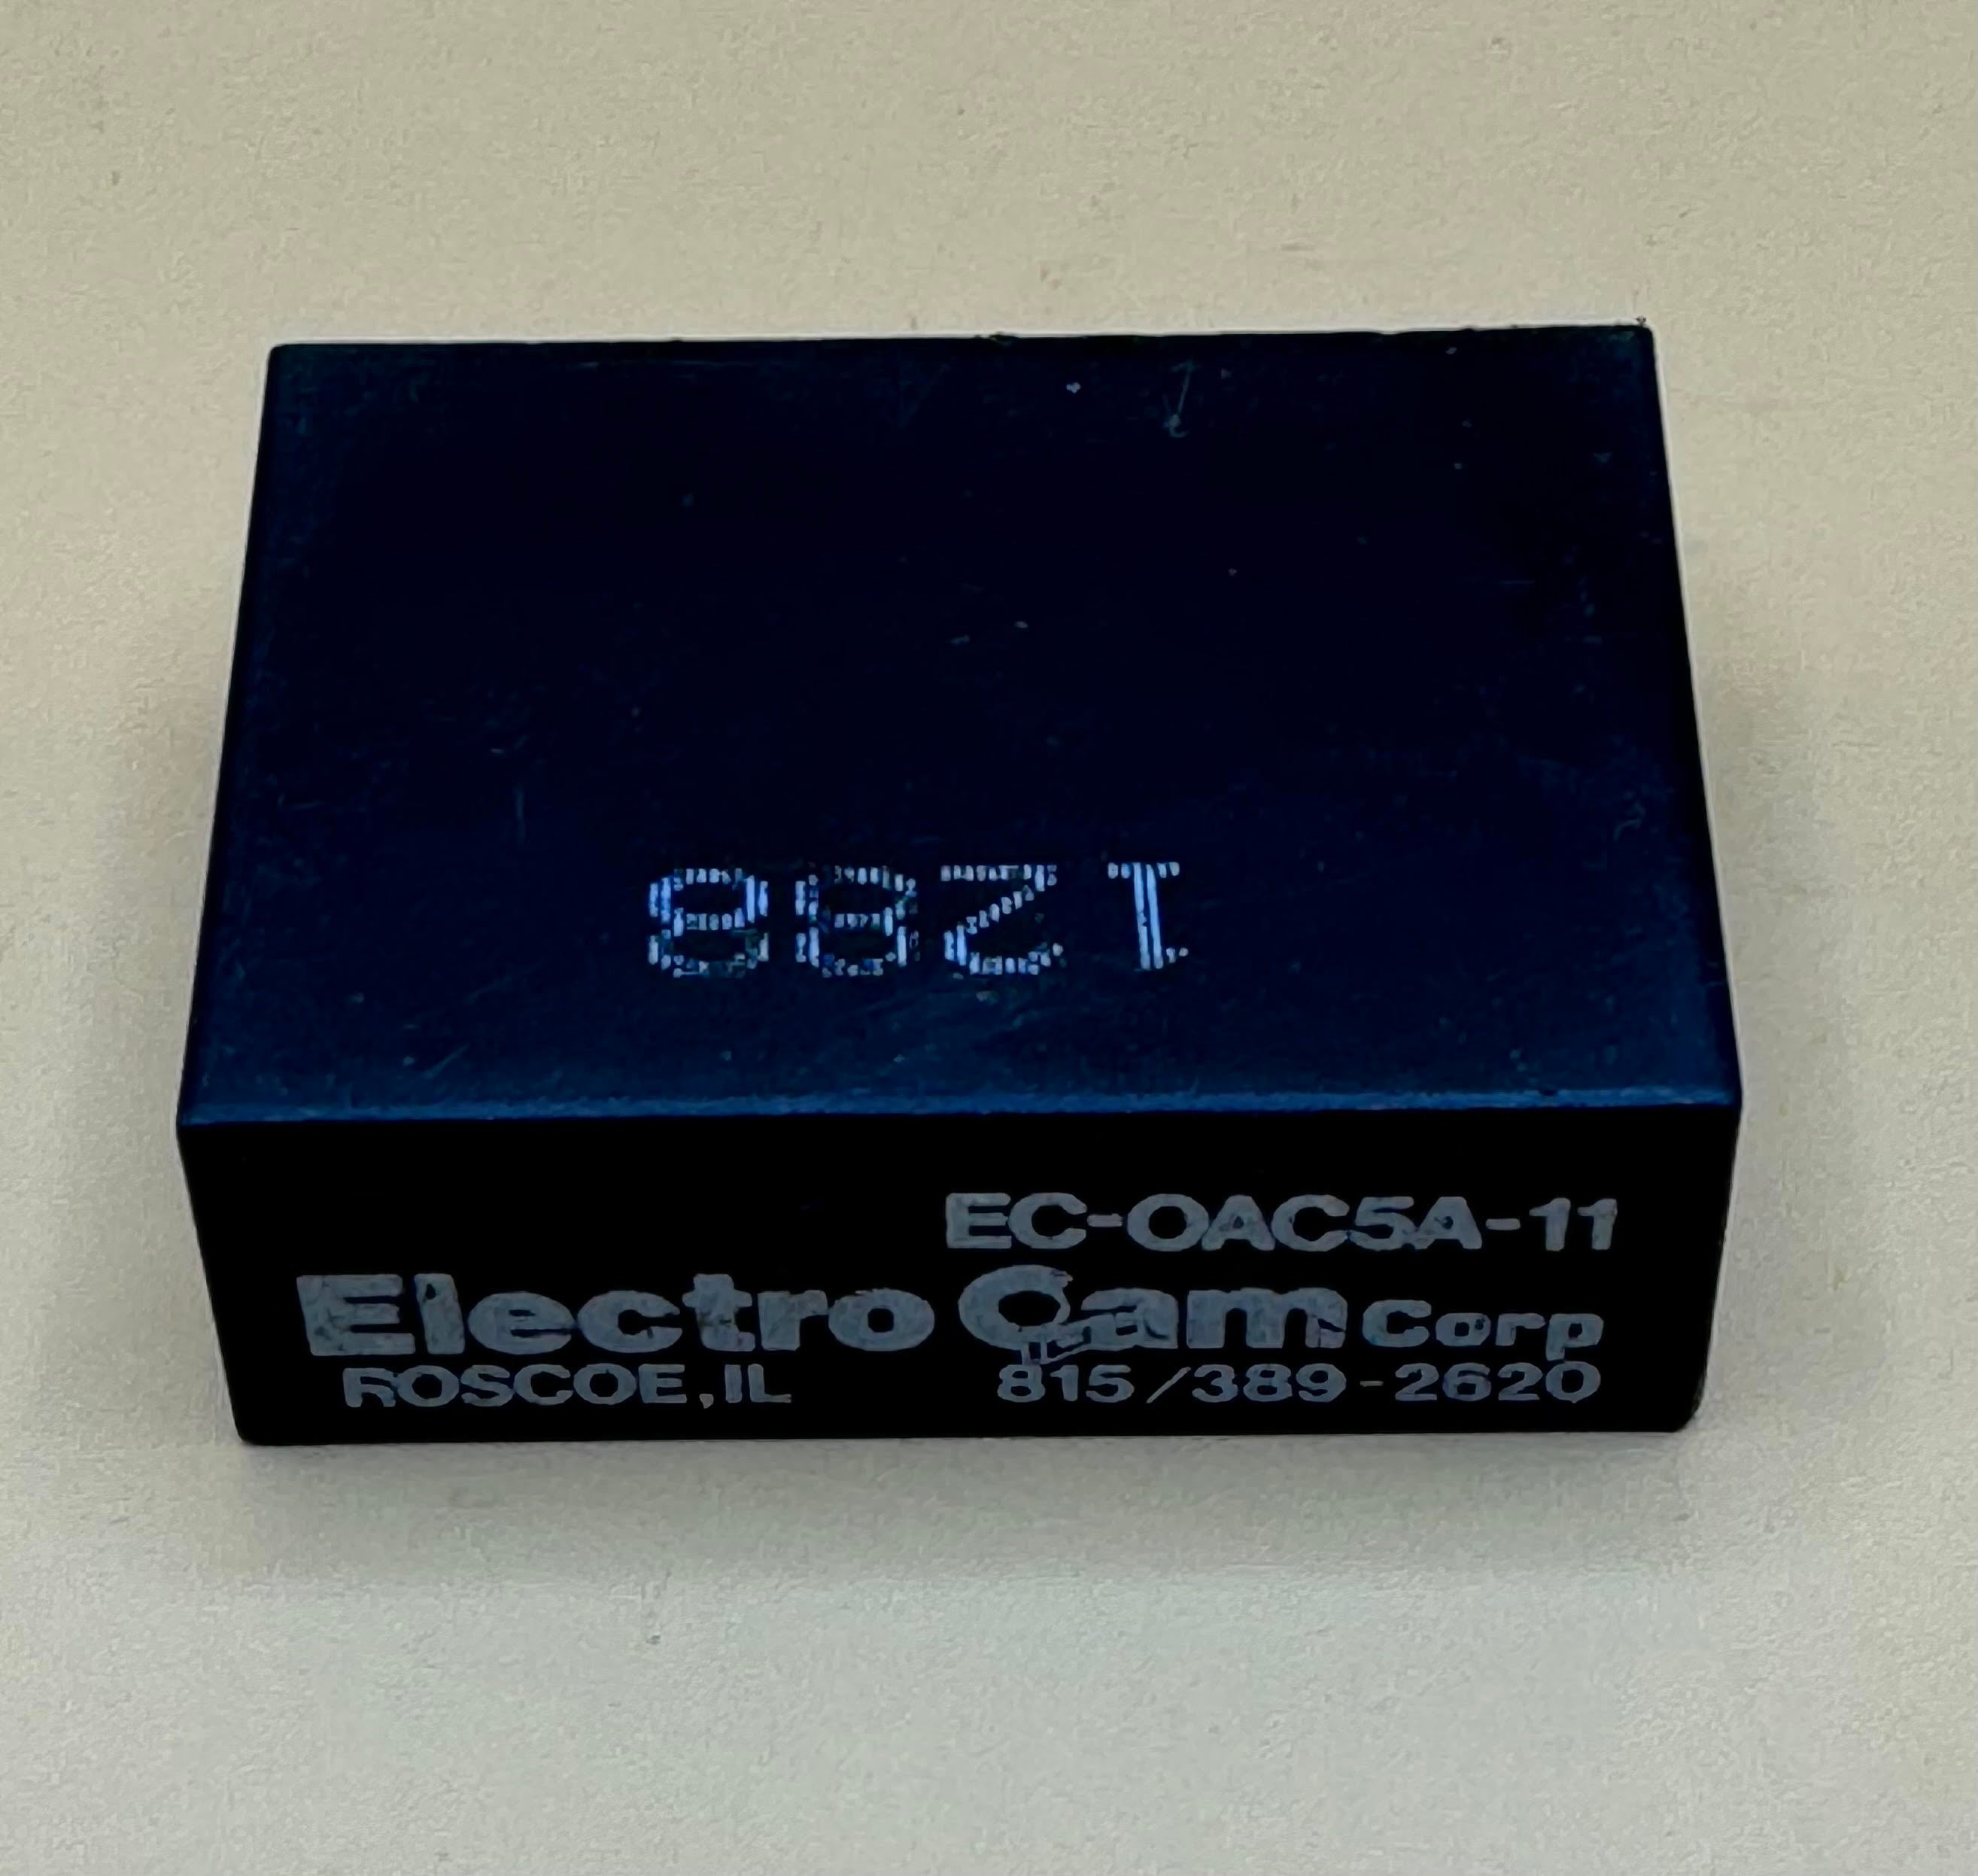 1288
EC-OAC5A-11
Electro Cam Corp
ROSCOE, IL 815/389-2620